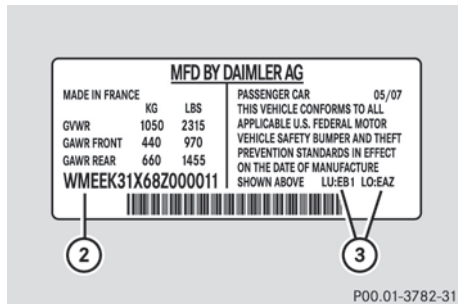 MFD BY DAIMLER AG
MADE IN FRANCE
KG LBS
GVWR 1050 2315
GAWR FRONT 440 970
GAWR REAR 660 1455
WMEEK31X68Z000011
PASSENGER CAR 05/07
THIS VEHICLE CONFORMS TO ALL
APPLICABLE U.S. FEDERAL MOTOR
VEHICLE SAFETY BUMPER AND THEFT
PREVENTION STANDARDS IN EFFECT
ON THE DATE OF MANUFACTURE
SHOWN ABOVE LU:EB1 LO:EAZ
2
3
P00.01-3782-31